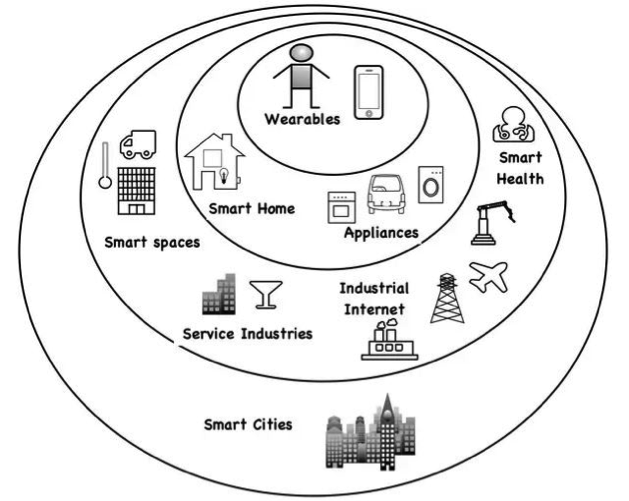 Wearables
Smart
Health
Smart Home
Appliances
Smart spaces
Industrial
Internet
Service Industries
Smart Cities